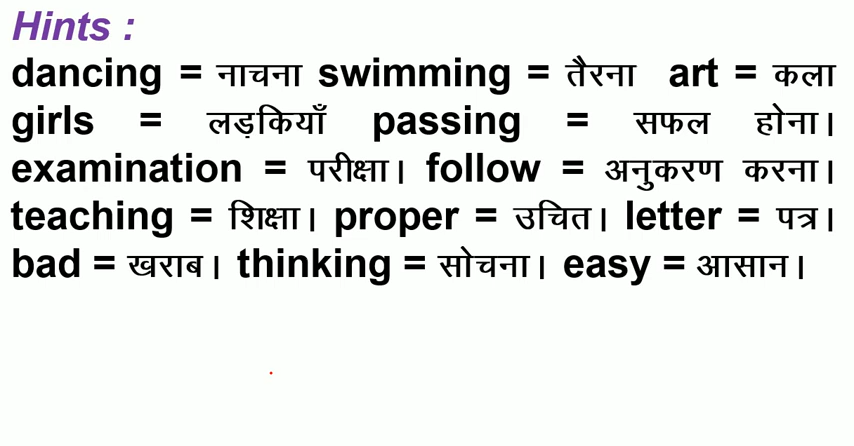 Hints :
dancing = नाचना swimming = तैरना art = कला
girls = लड़कियाँ passing = सफल होना।
examination = परीक्षा। follow = अनुकरण करना।
teaching = शिक्षा। proper = उचित। letter = पत्र।
bad = खराब। thinking = सोचना। easy = आसान।